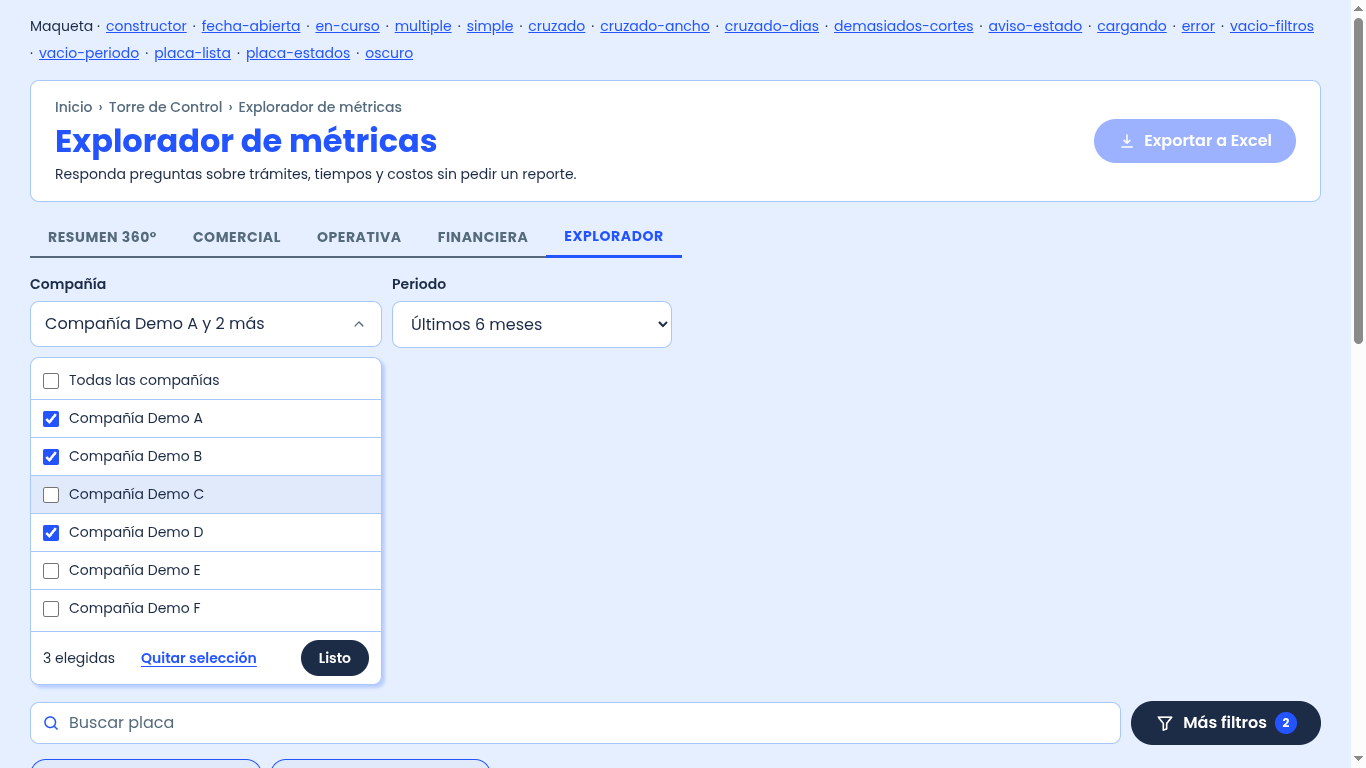 Maqueta · constructor · fecha-abierta · en-curso · multiple · simple · cruzado · cruzado-ancho · cruzado-dias · demasiados-cortes · aviso-estado · cargando · error · vacio-filtros
· vacio-periodo · placa-lista · placa-estados · oscuro
Inicio › Torre de Control › Explorador de métricas
Explorador de métricas
Exportar a Excel
Responda preguntas sobre trámites, tiempos y costos sin pedir un reporte.
RESUMEN 360° COMERCIAL OPERATIVA FINANCIERA EXPLORADOR
Compañía Periodo
Compañía Demo A y 2 más Últimos 6 meses
Todas las compañías
Compañía Demo A
Compañía Demo B
Compañía Demo C
Compañía Demo D
Compañía Demo E
Compañía Demo F
3 elegidas Quitar selección Listo
Buscar placa Más filtros 2